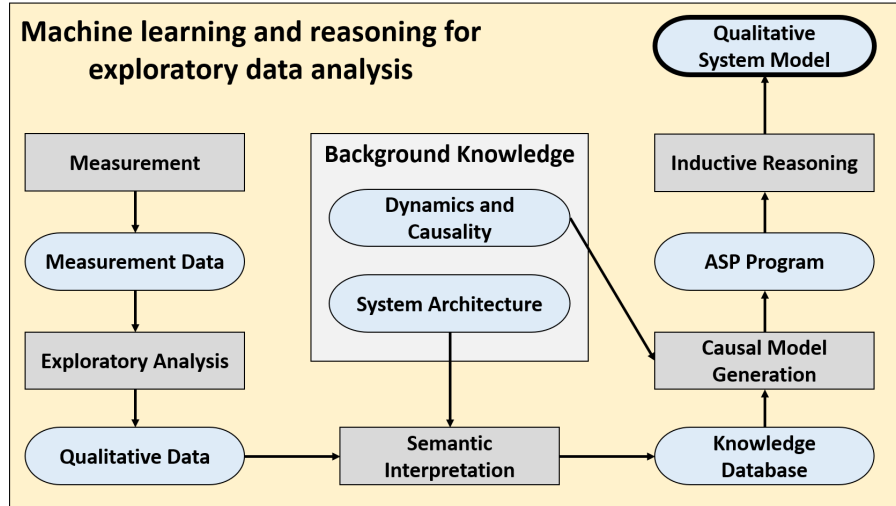 Machine learning and reasoning for
exploratory data analysis
Measurement
Measurement Data
Exploratory Analysis
Qualitative Data
Background Knowledge
Dynamics and
Causality
System Architecture
Semantic
Interpretation
Qualitative
System Model
Inductive Reasoning
ASP Program
Causal Model
Generation
Knowledge
Database